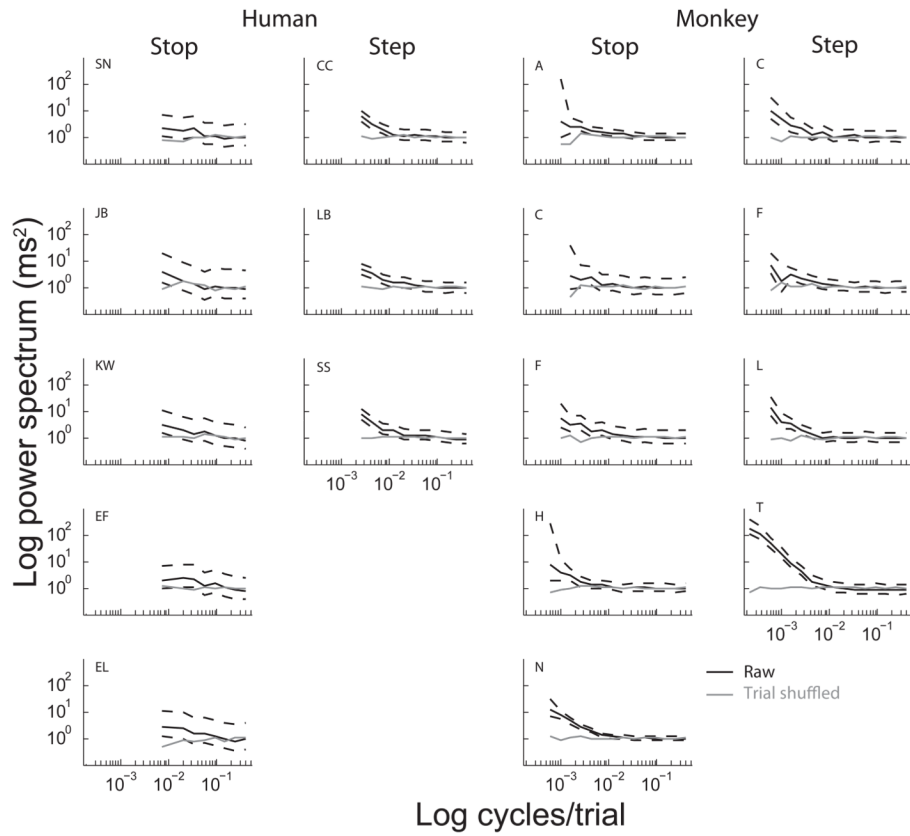 Human
Monkey
Stop
Step
Stop
Step
Log power spectrum (ms²)
SN
10²
10¹
10⁰
CC
A
C
JB
10²
10¹
10⁰
LB
C
F
KW
10²
10¹
10⁰
SS
10⁻³ 10⁻² 10⁻¹
F
L
EF
10²
10¹
10⁰
H
T
10⁻³ 10⁻² 10⁻¹
EL
10²
10¹
10⁰
10⁻³ 10⁻² 10⁻¹
N
10⁻³ 10⁻² 10⁻¹
Raw
Trial shuffled
Log cycles/trial